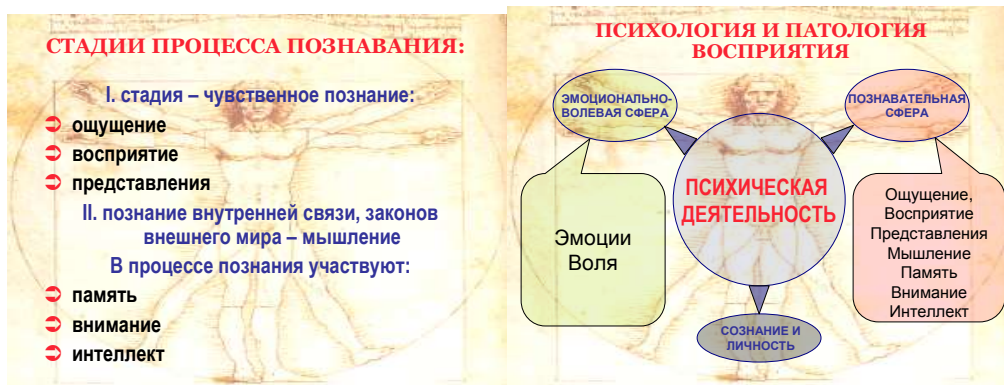 СТАДИИ ПРОЦЕССА ПОЗНАВАНИЯ:
I. стадия – чувственное познание:
ощущение
восприятие
представления
II. познание внутренней связи, законов
внешнего мира – мышление
В процессе познания участвуют:
память
внимание
интеллект
ПСИХОЛОГИЯ И ПАТОЛОГИЯ
ВОСПРИЯТИЯ
ЭМОЦИОНАЛЬНО-
ВОЛЕВАЯ СФЕРА
ПОЗНАВАТЕЛЬНАЯ
СФЕРА
ПСИХИЧЕСКАЯ
ДЕЯТЕЛЬНОСТЬ
Эмоции
Воля
Ощущение,
Восприятие
Представления
Мышление
Память
Внимание
Интеллект
СОЗНАНИЕ И
ЛИЧНОСТЬ